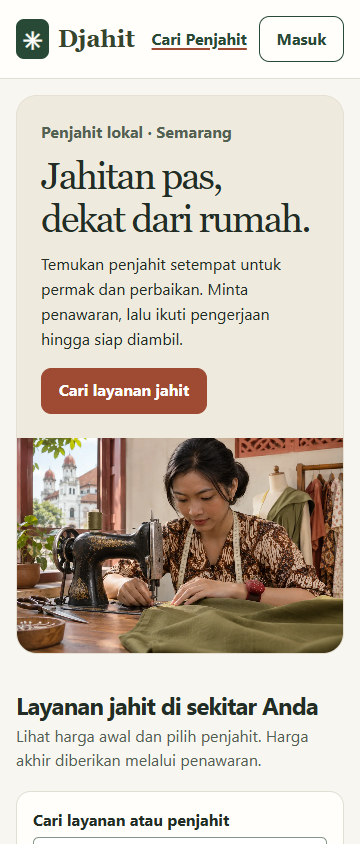 Djahit
Cari Penjahit
Masuk
Penjahit lokal · Semarang
Jahitan pas,
dekat dari rumah.
Temukan penjahit setempat untuk
permak dan perbaikan. Minta
penawaran, lalu ikuti pengerjaan
hingga siap diambil.
Cari layanan jahit
Layanan jahit di sekitar Anda
Lihat harga awal dan pilih penjahit. Harga
akhir diberikan melalui penawaran.
Cari layanan atau penjahit